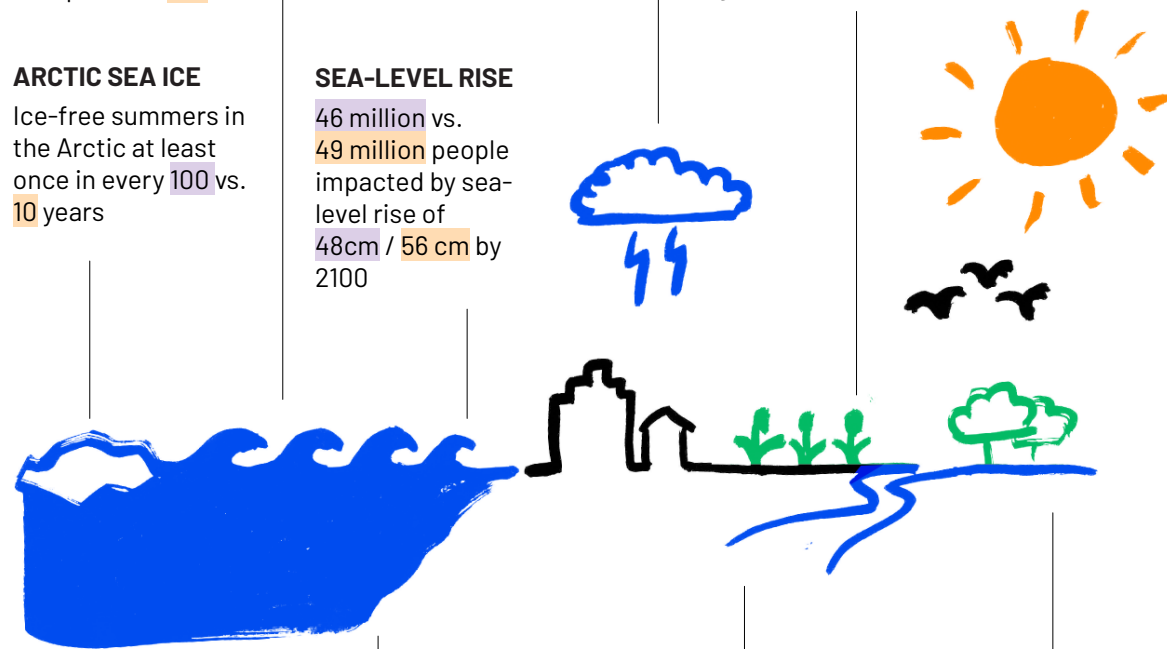 ARCTIC SEA ICE
Ice-free summers in
the Arctic at least
once in every 100 vs.
10 years
SEA-LEVEL RISE
46 million vs.
49 million people
impacted by sea-
level rise of
48cm / 56 cm by
2100